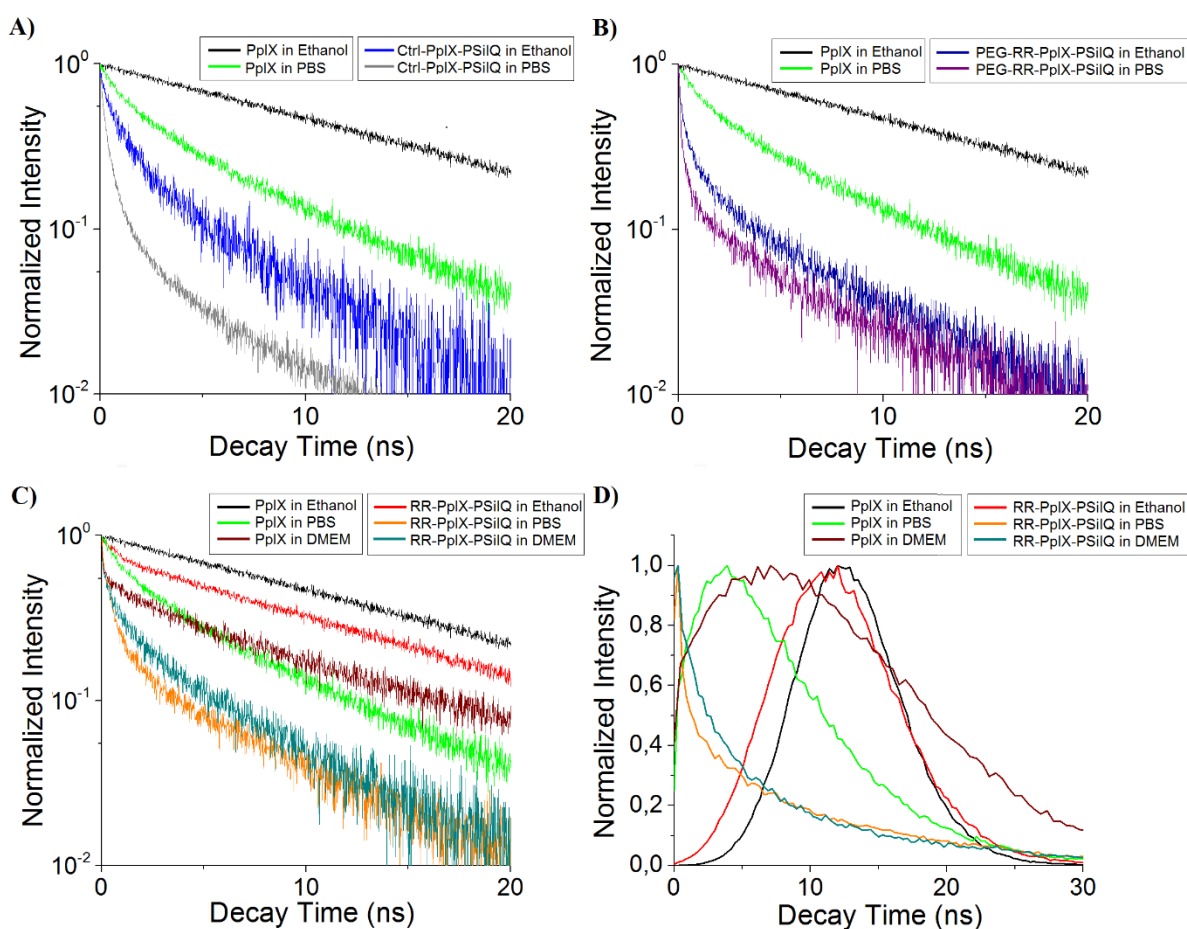 A)
PpIX in Ethanol Ctrl-PpIX-PSilQ in Ethanol
PpIX in PBS Ctrl-PpIX-PSilQ in PBS
10⁰
10⁻¹
10⁻²
Normalized Intensity
0 10 20
Decay Time (ns)
B)
PpIX in Ethanol PEG-RR-PpIX-PSilQ in Ethanol
PpIX in PBS PEG-RR-PpIX-PSilQ in PBS
10⁰
10⁻¹
10⁻²
Normalized Intensity
0 10 20
Decay Time (ns)
C)
PpIX in Ethanol RR-PpIX-PSilQ in Ethanol
PpIX in PBS RR-PpIX-PSilQ in PBS
PpIX in DMEM RR-PpIX-PSilQ in DMEM
10⁰
10⁻¹
10⁻²
Normalized Intensity
0 10 20
Decay Time (ns)
D)
PpIX in Ethanol RR-PpIX-PSilQ in Ethanol
PpIX in PBS RR-PpIX-PSilQ in PBS
PpIX in DMEM RR-PpIX-PSilQ in DMEM
1,0
0,8
0,6
0,4
0,2
0,0
Normalized Intensity
0 10 20 30
Decay Time (ns)